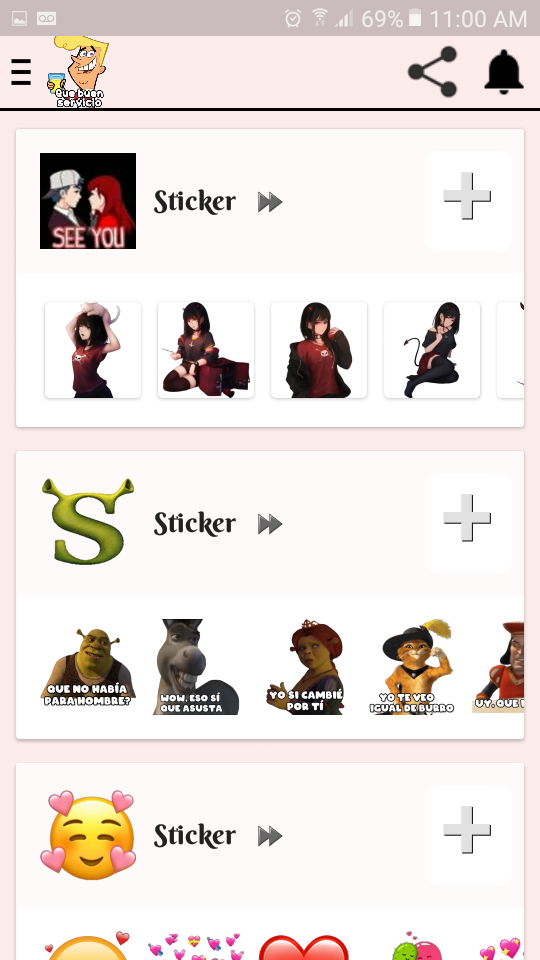 69% 11:00 AM
Que buen
servicio
SEE YOU
Sticker
Sticker
QUE NO HABÍA
PARA HOMBRE?
WOW, ESO SÍ
QUE ASUSTA
YO SI CAMBIÉ
POR TÍ
YO TE VEO
IGUAL DE BURRO
UY, QUE
Sticker